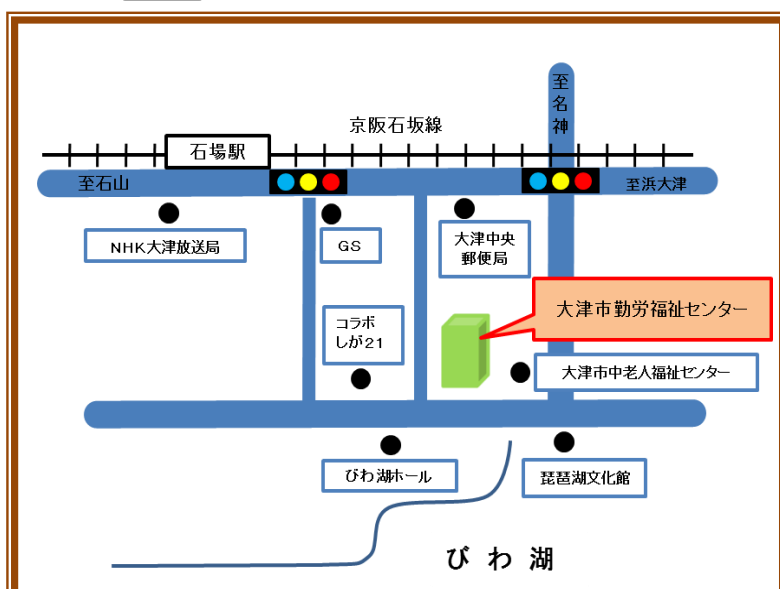 至名神
京阪石坂線
石場駅
至石山
至浜大津
NHK大津放送局
GS
大津中央
郵便局
大津市勤労福祉センター
コラボ
しが21
大津市中老人福祉センター
びわ湖ホール
琵琶湖文化館
びわ湖